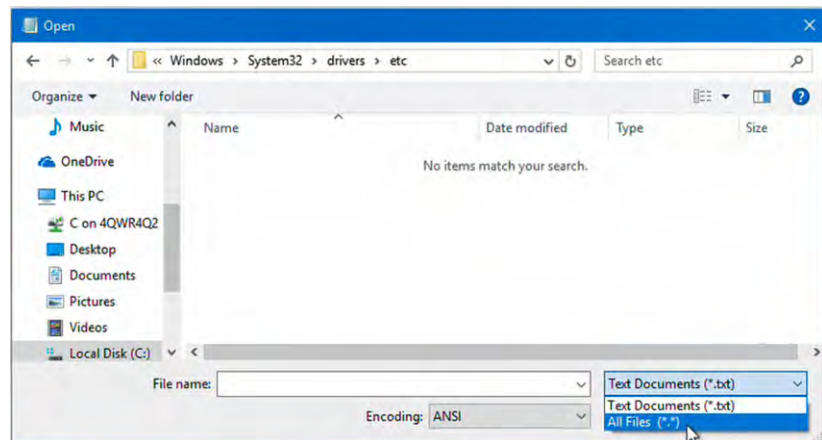 Open
« Windows › System32 › drivers › etc
Search etc
Organize
New folder
Name
Date modified
Type
Size
No items match your search.
Music
OneDrive
This PC
C on 4QWR4Q2
Desktop
Documents
Pictures
Videos
Local Disk (C:)
File name:
Text Documents (*.txt)
Text Documents (*.txt)
All Files (*.*)
Encoding: ANSI